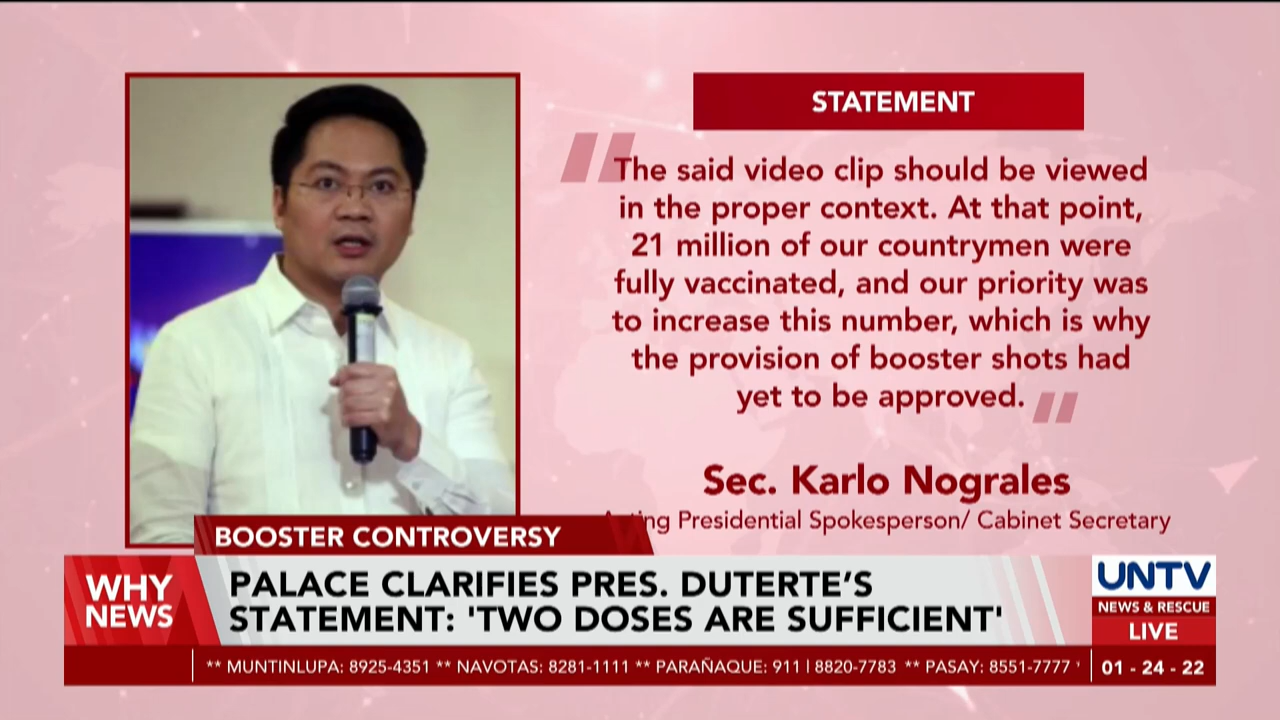 STATEMENT
"The said video clip should be viewed
in the proper context. At that point,
21 million of our countrymen were
fully vaccinated, and our priority was
to increase this number, which is why
the provision of booster shots had
yet to be approved."
Sec. Karlo Nograles
Acting Presidential Spokesperson/ Cabinet Secretary
BOOSTER CONTROVERSY
WHY
NEWS
PALACE CLARIFIES PRES. DUTERTE'S
STATEMENT: 'TWO DOSES ARE SUFFICIENT'
UNTV
NEWS & RESCUE
LIVE
** MUNTINLUPA: 8925-4351 ** NAVOTAS: 8281-1111 ** PARAÑAQUE: 911 | 8820-7783 ** PASAY: 8551-7777 *
01 - 24 - 22